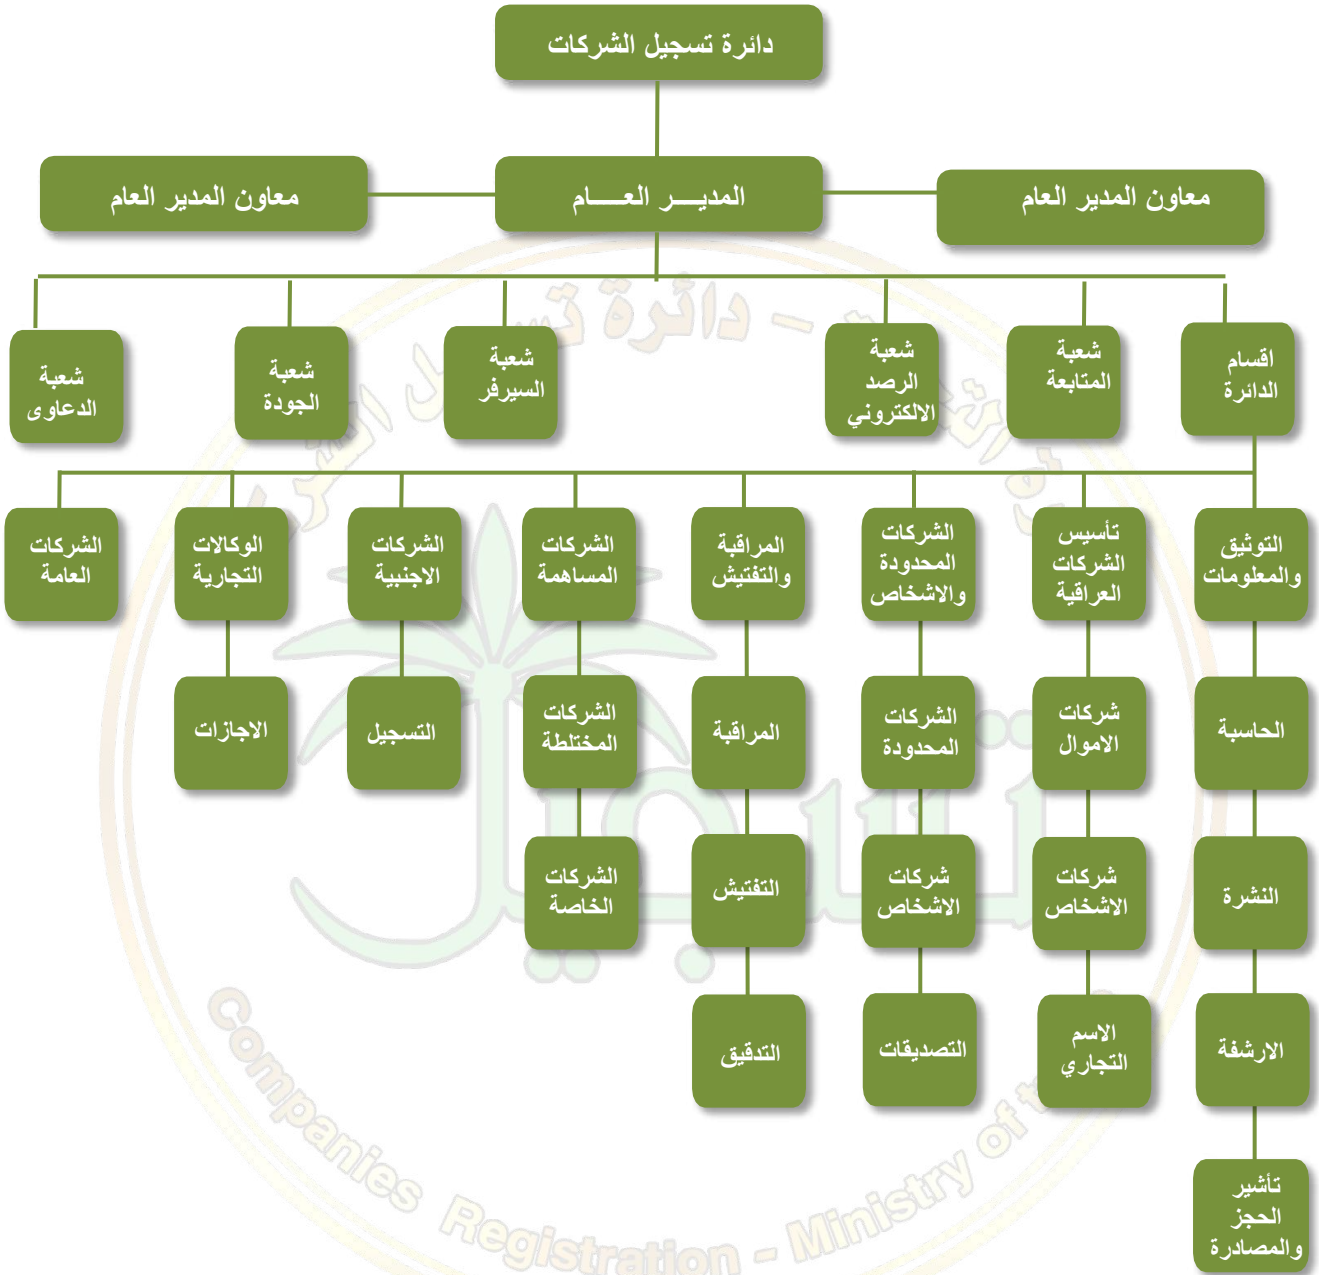 دائرة تسجيل الشركات
معاون المدير العام
المديـــر العـــــام
معاون المدير العام
اقسام
الدائرة
شعبة
المتابعة
شعبة
الرصد
الالكتروني
شعبة
السيرفر
شعبة
الجودة
شعبة
الدعاوى
التوثيق
والمعلومات
تأسيس
الشركات
العراقية
الشركات
المحدودة
والاشخاص
المراقبة
والتفتيش
الشركات
المساهمة
الشركات
الاجنبية
الوكالات
التجارية
الشركات
العامة
الحاسبة
شركات
الاموال
الشركات
المحدودة
المراقبة
الشركات
المختلطة
التسجيل
الاجازات
النشرة
شركات
الاشخاص
شركات
الاشخاص
التفتيش
الشركات
الخاصة
الارشفة
الاسم
التجاري
التصديقات
التدقيق
تأشير
الحجز
والمصادرة
دائرة
تسجيل
Companies Registration - Ministry of